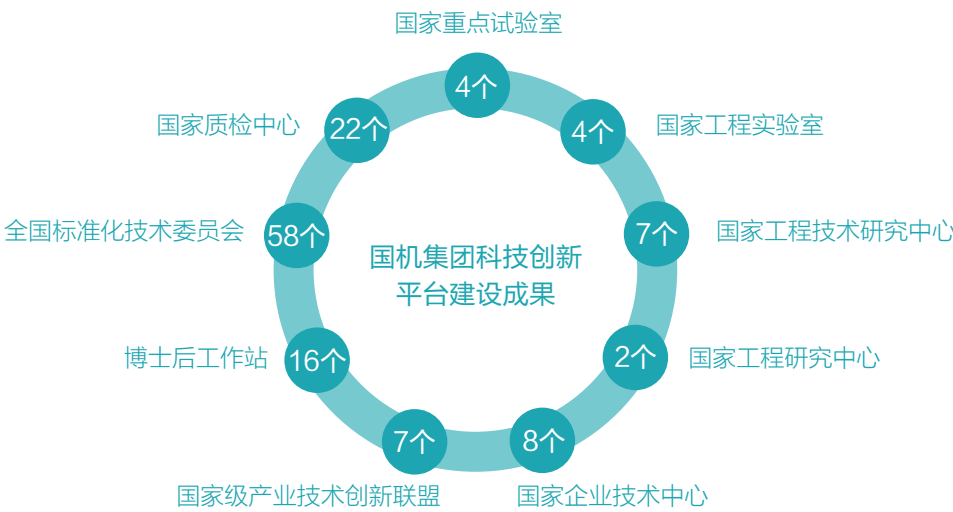 国家重点试验室
4个
国家工程实验室
4个
国家工程技术研究中心
7个
国家工程研究中心
2个
国家企业技术中心
8个
国家级产业技术创新联盟
7个
博士后工作站
16个
全国标准化技术委员会
58个
国家质检中心
22个
国机集团科技创新
平台建设成果